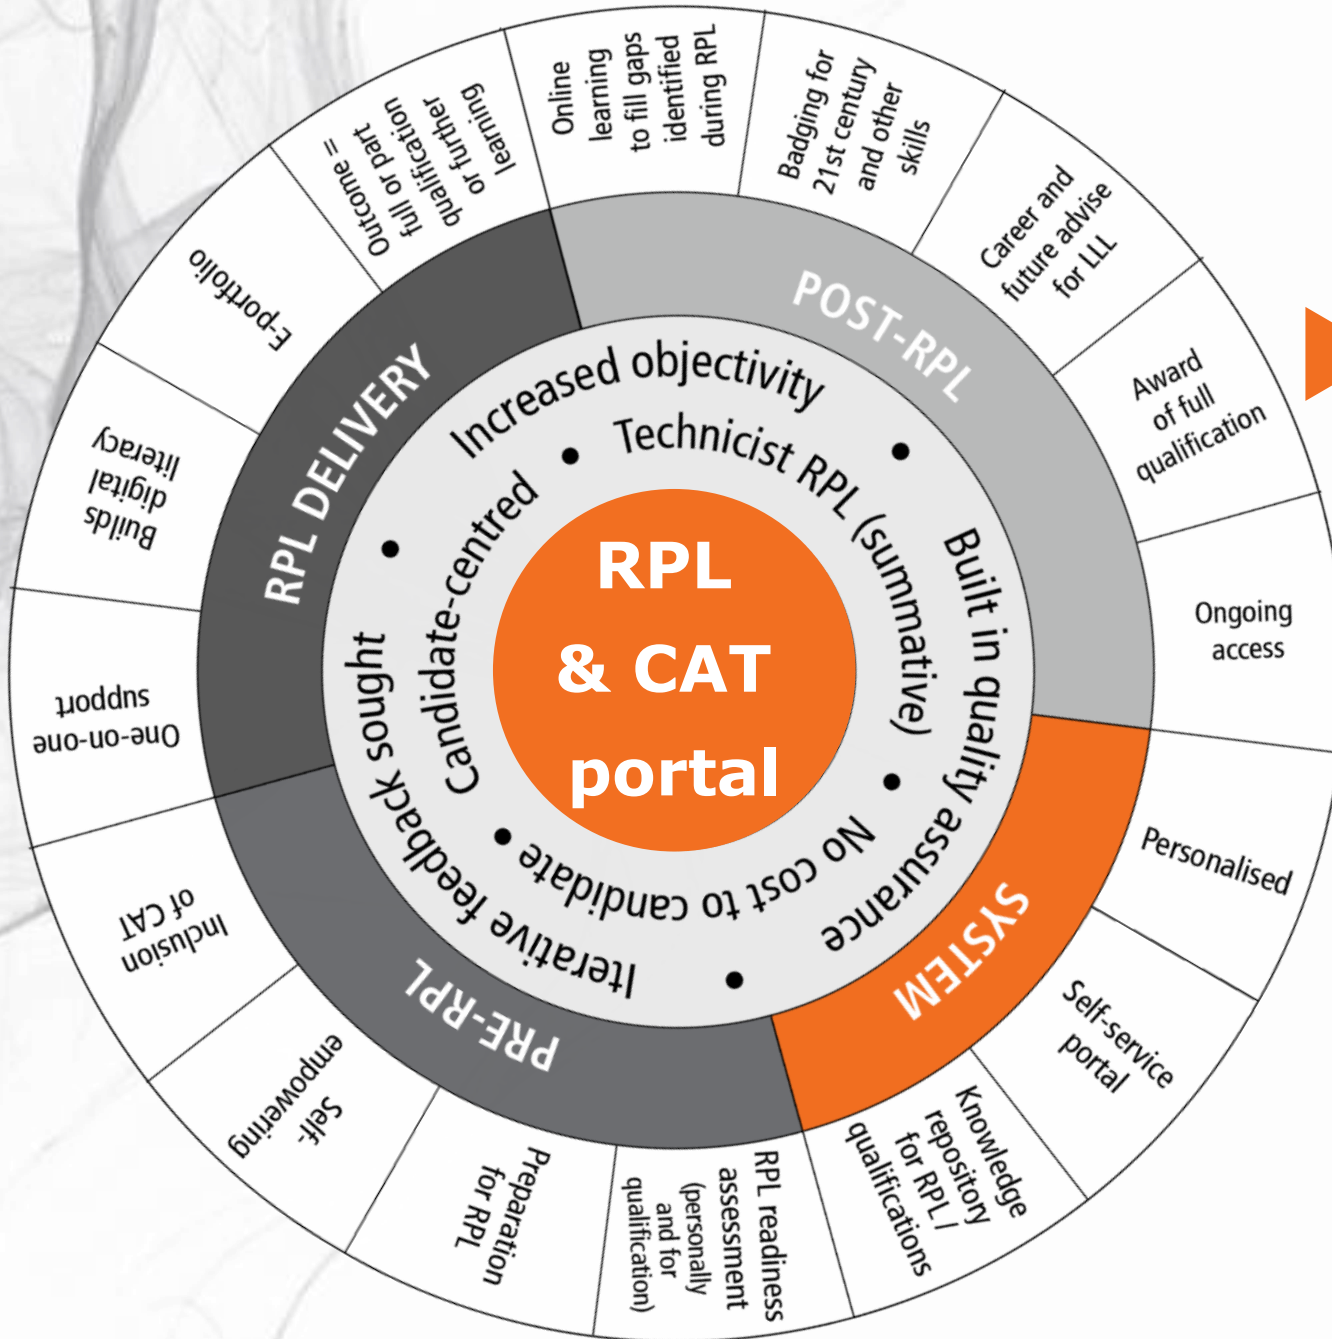 RPL
& CAT
portal
Technicist RPL (summative)
No cost to candidate
Candidate-centred
Increased objectivity
Built in quality assurance
Iterative feedback sought
POST-RPL
SYSTEM
PRE-RPL
RPL DELIVERY
Online
learning
to fill gaps
identified
during RPL
Badging for
21st century
and other
skills
Career and
future advise
for LLL
Award
of full
qualification
Ongoing
access
Personalised
Self-service
portal
Knowledge
repository
for RPL /
qualifications
RPL readiness
assessment
(personally
and for
qualification)
Preparation
for RPL
Self-
empowering
Inclusion
of CAT
One-on-one
support
Builds
digital
literacy
E-portfolio
Outcome =
full or part
qualification
or further
learning